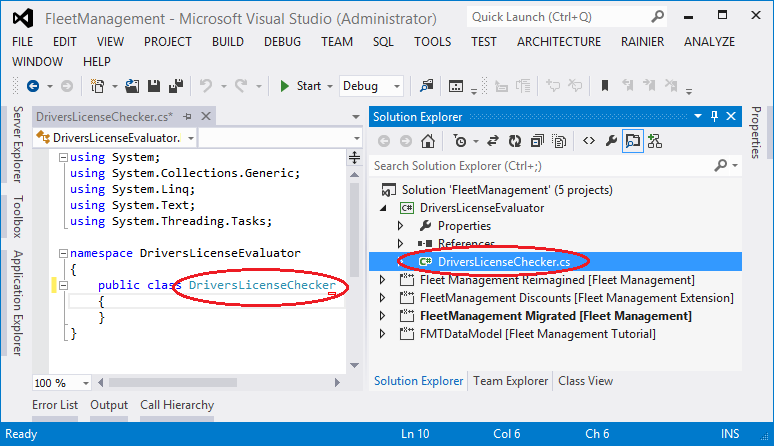 FleetManagement - Microsoft Visual Studio (Administrator)
Quick Launch (Ctrl+Q)
FILE EDIT VIEW PROJECT BUILD DEBUG TEAM SQL TOOLS TEST ARCHITECTURE RAINIER ANALYZE
WINDOW HELP
Start Debug
Server Explorer
Toolbox
Application Explorer
DriversLicenseChecker.cs*
DriversLicenseEvaluator.
using System;
using System.Collections.Generic;
using System.Linq;
using System.Text;
using System.Threading.Tasks;
namespace DriversLicenseEvaluator
{
public class DriversLicenseChecker
{
}
}
100 %
Solution Explorer
Search Solution Explorer (Ctrl+;)
Solution 'FleetManagement' (5 projects)
C# DriversLicenseEvaluator
Properties
References
C# DriversLicenseChecker.cs
Fleet Management Reimagined [Fleet Management]
FleetManagement Discounts [Fleet Management Extension]
FleetManagement Migrated [Fleet Management]
FMTDataModel [Fleet Management Tutorial]
Solution Explorer Team Explorer Class View
Properties
Error List Output Call Hierarchy
Ready Ln 10 Col 6 Ch 6 INS